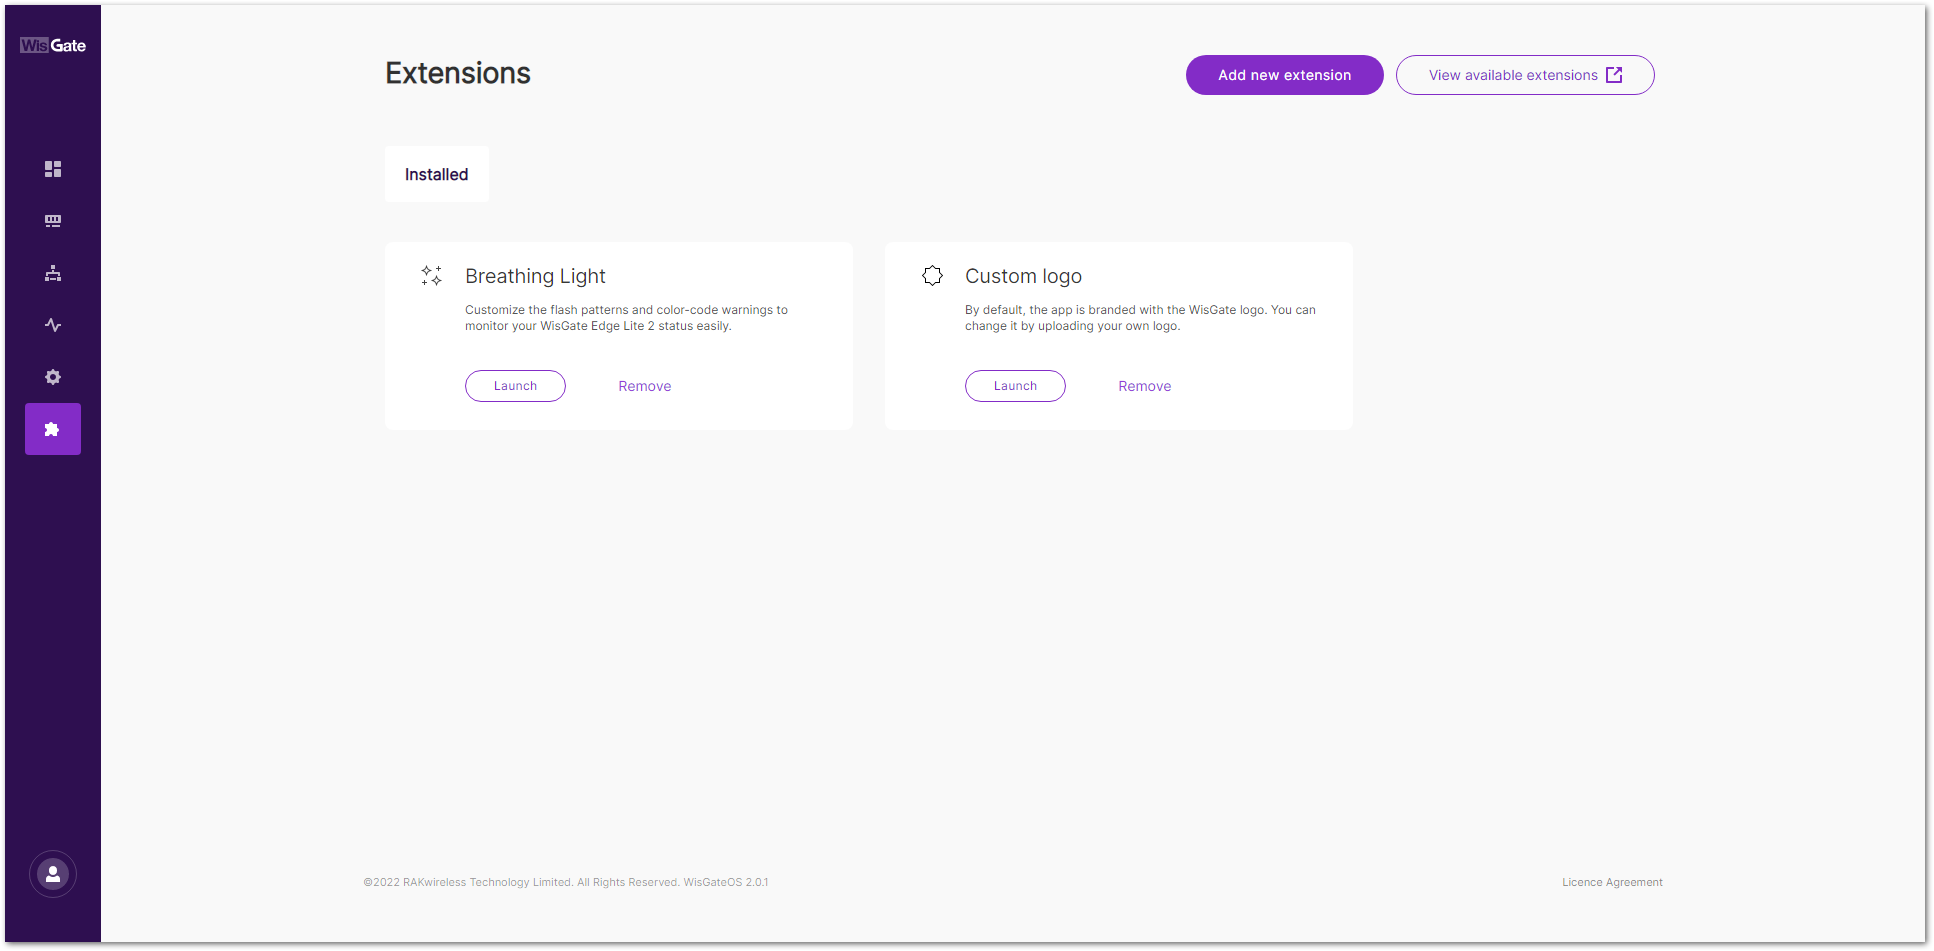 WisGate
Extensions
Add new extension
View available extensions
Installed
Breathing Light
Customize the flash patterns and color-code warnings to
monitor your WisGate Edge Lite 2 status easily.
Launch
Remove
Custom logo
By default, the app is branded with the WisGate logo. You can
change it by uploading your own logo.
Launch
Remove
©2022 RAKwireless Technology Limited. All Rights Reserved. WisGateOS 2.0.1
Licence Agreement